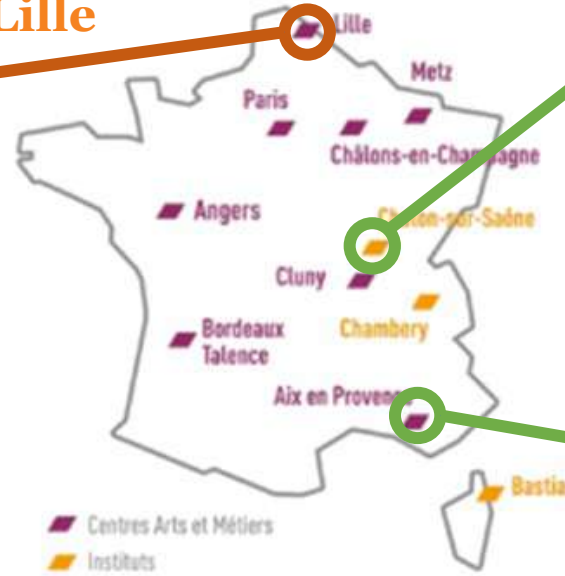 Lille
Lille
Metz
Paris
Châlons-en-Champagne
Angers
Chalon-sur-Saône
Cluny
Chambery
Bordeaux
Talence
Aix en Provence
Bastia
Centres Arts et Métiers
Instituts